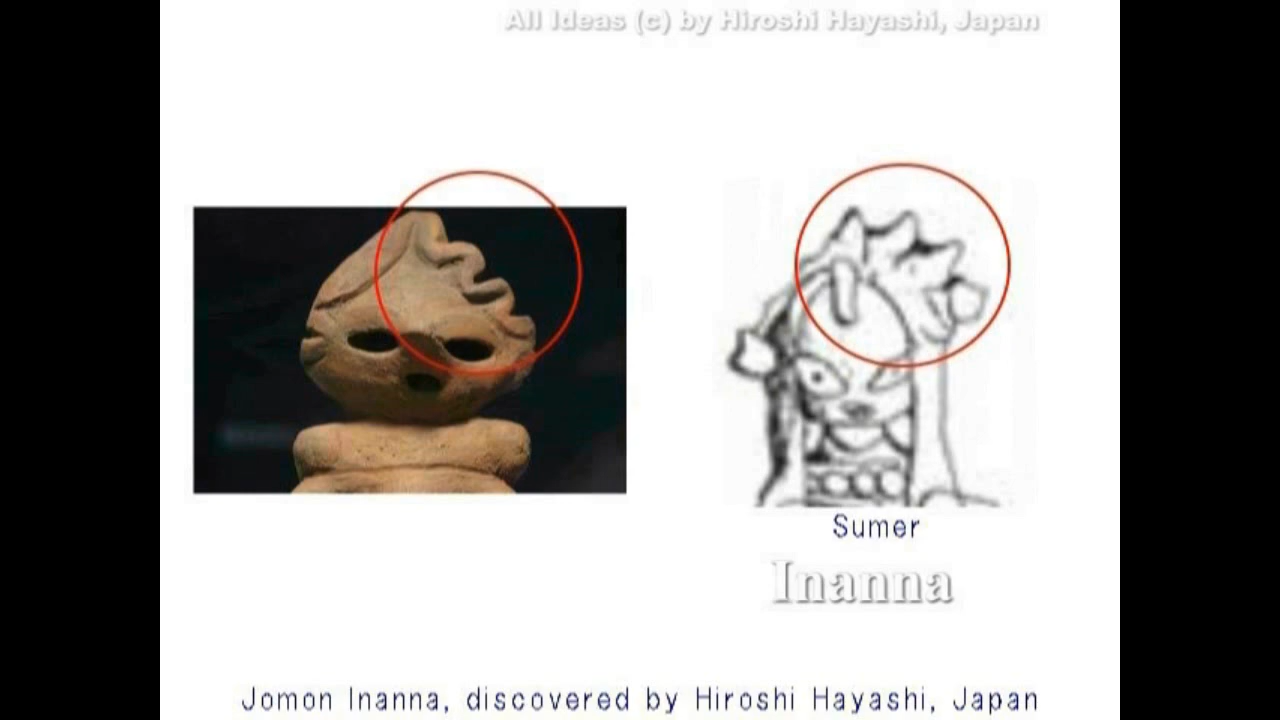 All Ideas (c) by Hiroshi Hayashi, Japan
Sumer
Inanna
Jomon Inanna, discovered by Hiroshi Hayashi, Japan